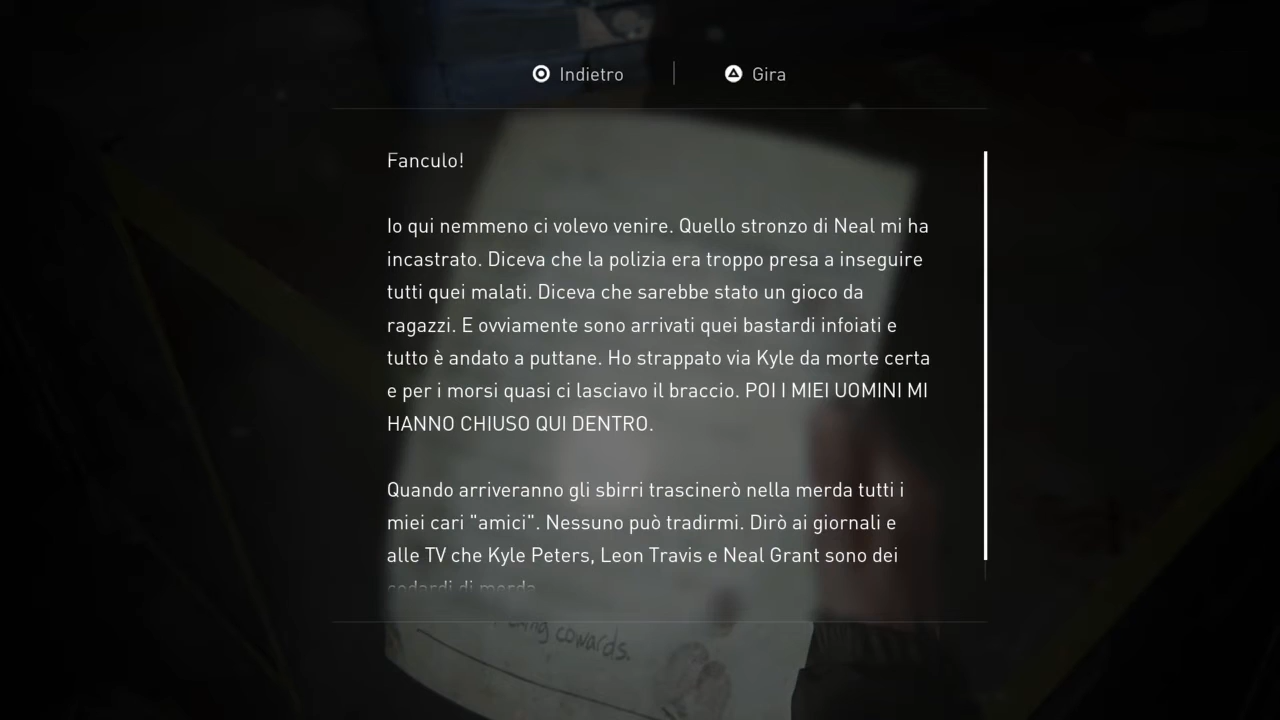 Indietro
Gira
Fanculo!
Io qui nemmeno ci volevo venire. Quello stronzo di Neal mi ha
incastrato. Diceva che la polizia era troppo presa a inseguire
tutti quei malati. Diceva che sarebbe stato un gioco da
ragazzi. E ovviamente sono arrivati quei bastardi infoiati e
tutto è andato a puttane. Ho strappato via Kyle da morte certa
e per i morsi quasi ci lasciavo il braccio. POI I MIEI UOMINI MI
HANNO CHIUSO QUI DENTRO.
Quando arriveranno gli sbirri trascinerò nella merda tutti i
miei cari "amici". Nessuno può tradirmi. Dirò ai giornali e
alle TV che Kyle Peters, Leon Travis e Neal Grant sono dei
codardi di merda
cowards.